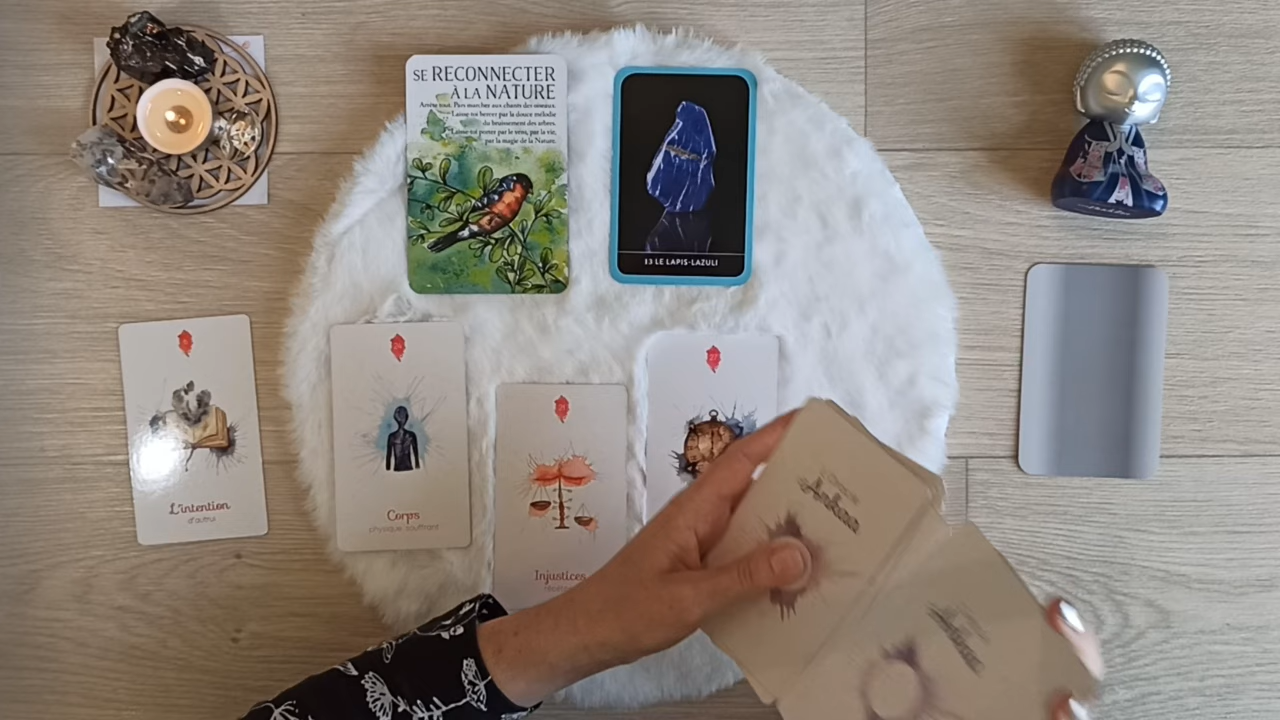 SE RECONNECTER
À LA NATURE
Arrête tout. Pars marcher aux chants des oiseaux.
Laisse-toi bercer par la douce mélodie
du bruissement des arbres.
Laisse-toi porter par le vent, par la vie,
par la magie de la Nature.
13 LE LAPIS-LAZULI
L'intention
d'autrui
Corps
physique, souffrant
Injustices